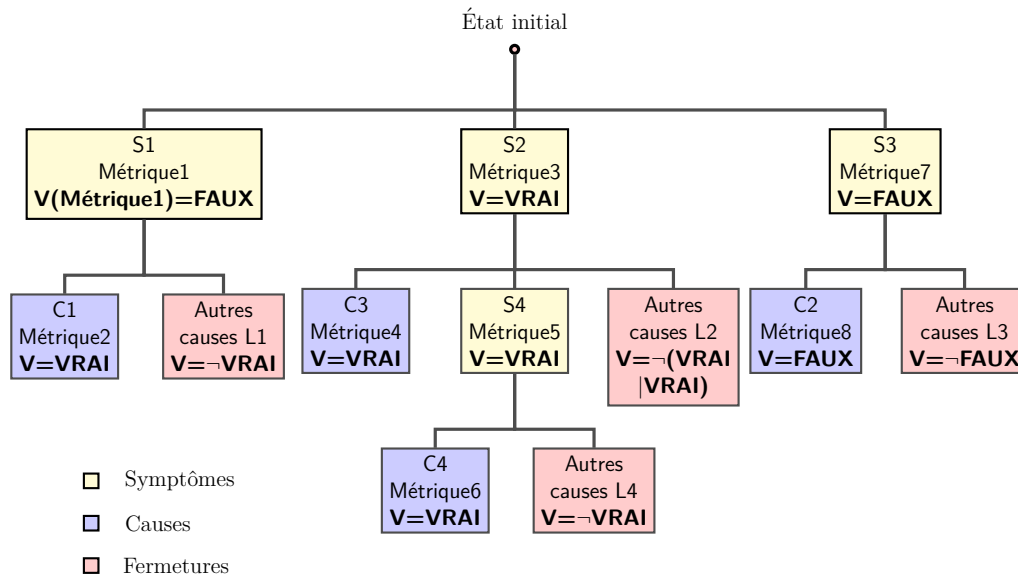 État initial
S1
Métrique1
V(Métrique1)=FAUX
S2
Métrique3
V=VRAI
S3
Métrique7
V=FAUX
C1
Métrique2
V=VRAI
Autres
causes L1
V=¬VRAI
C3
Métrique4
V=VRAI
S4
Métrique5
V=VRAI
Autres
causes L2
V=¬(VRAI
|VRAI)
C2
Métrique8
V=FAUX
Autres
causes L3
V=¬FAUX
C4
Métrique6
V=VRAI
Autres
causes L4
V=¬VRAI
Symptômes
Causes
Fermetures